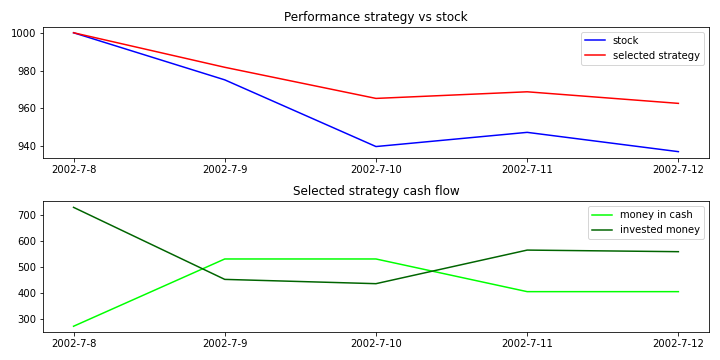 Performance strategy vs stock
1000
980
960
940
stock
selected strategy
2002-7-8 2002-7-9 2002-7-10 2002-7-11 2002-7-12
Selected strategy cash flow
700
600
500
400
300
money in cash
invested money
2002-7-8 2002-7-9 2002-7-10 2002-7-11 2002-7-12